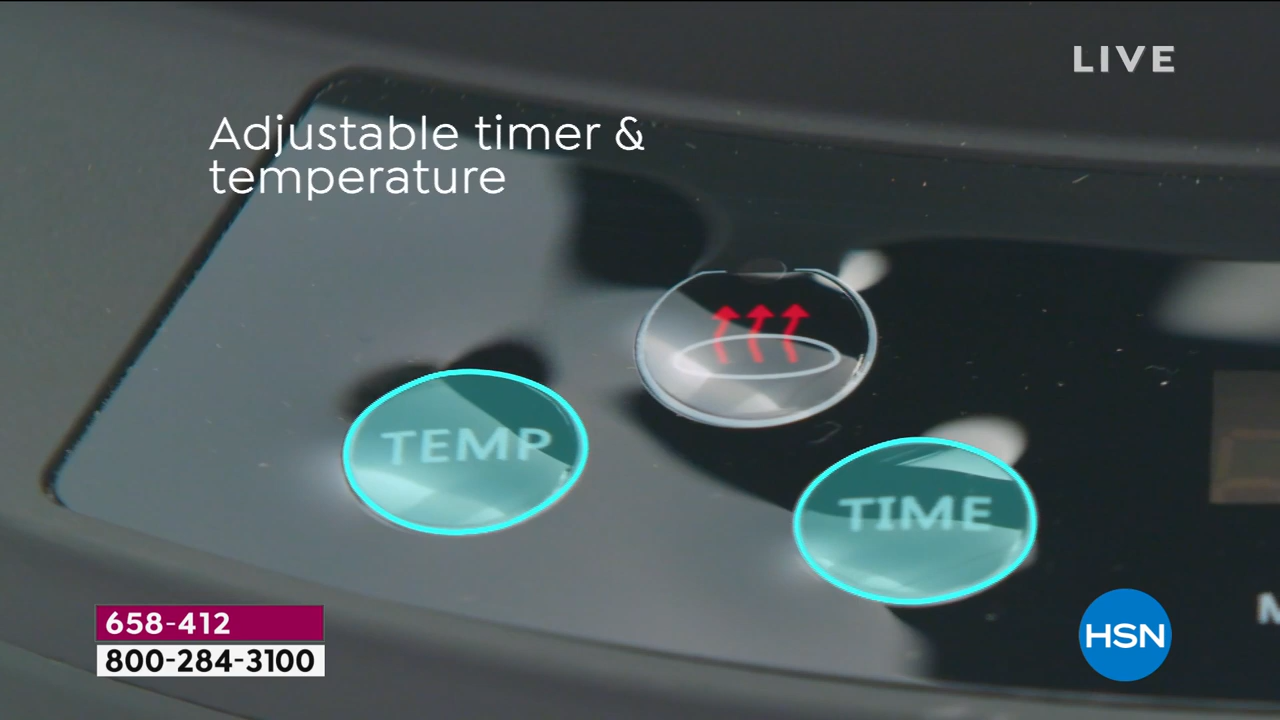 LIVE
Adjustable timer &
temperature
TEMP
TIME
658-412
800-284-3100
HSN